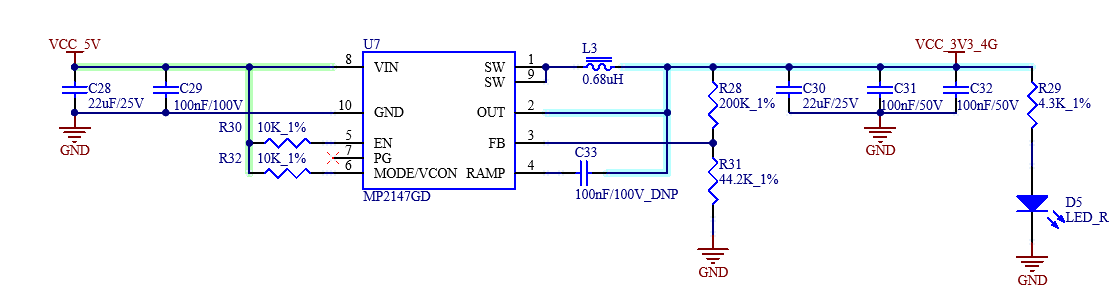 VCC_5V
C28
22uF/25V
C29
100nF/100V
GND
R30
10K_1%
R32
10K_1%
U7
8
VIN
10
GND
5
EN
7
PG
6
MODE/VCON
SW
1
SW
9
OUT
2
FB
3
RAMP
4
MP2147GD
L3
0.68uH
C33
100nF/100V_DNP
R28
200K_1%
R31
44.2K_1%
GND
C30
22uF/25V
C31
100nF/50V
GND
VCC_3V3_4G
C32
100nF/50V
R29
4.3K_1%
D5
LED_R
GND